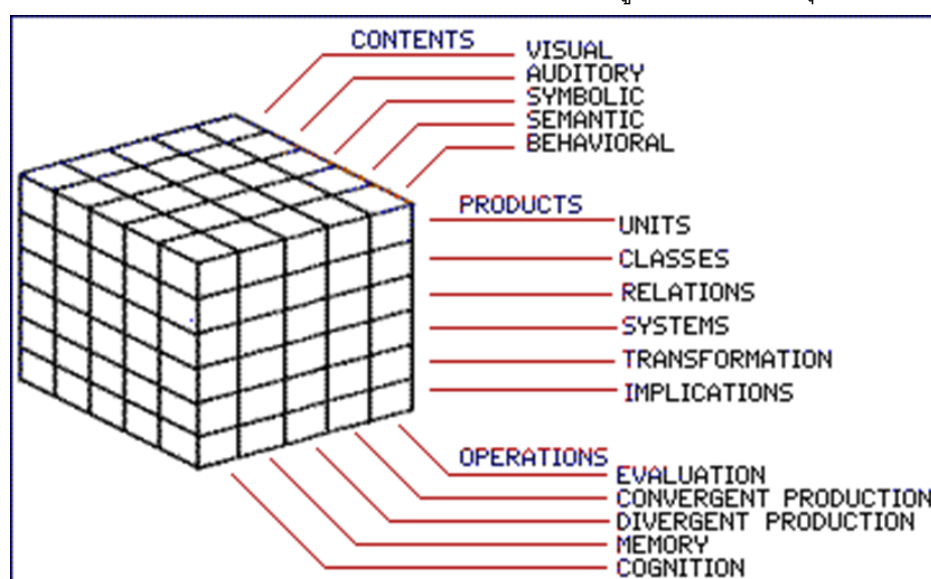 CONTENTS
VISUAL
AUDITORY
SYMBOLIC
SEMANTIC
BEHAVIORAL
PRODUCTS
UNITS
CLASSES
RELATIONS
SYSTEMS
TRANSFORMATION
IMPLICATIONS
OPERATIONS
EVALUATION
CONVERGENT PRODUCTION
DIVERGENT PRODUCTION
MEMORY
COGNITION